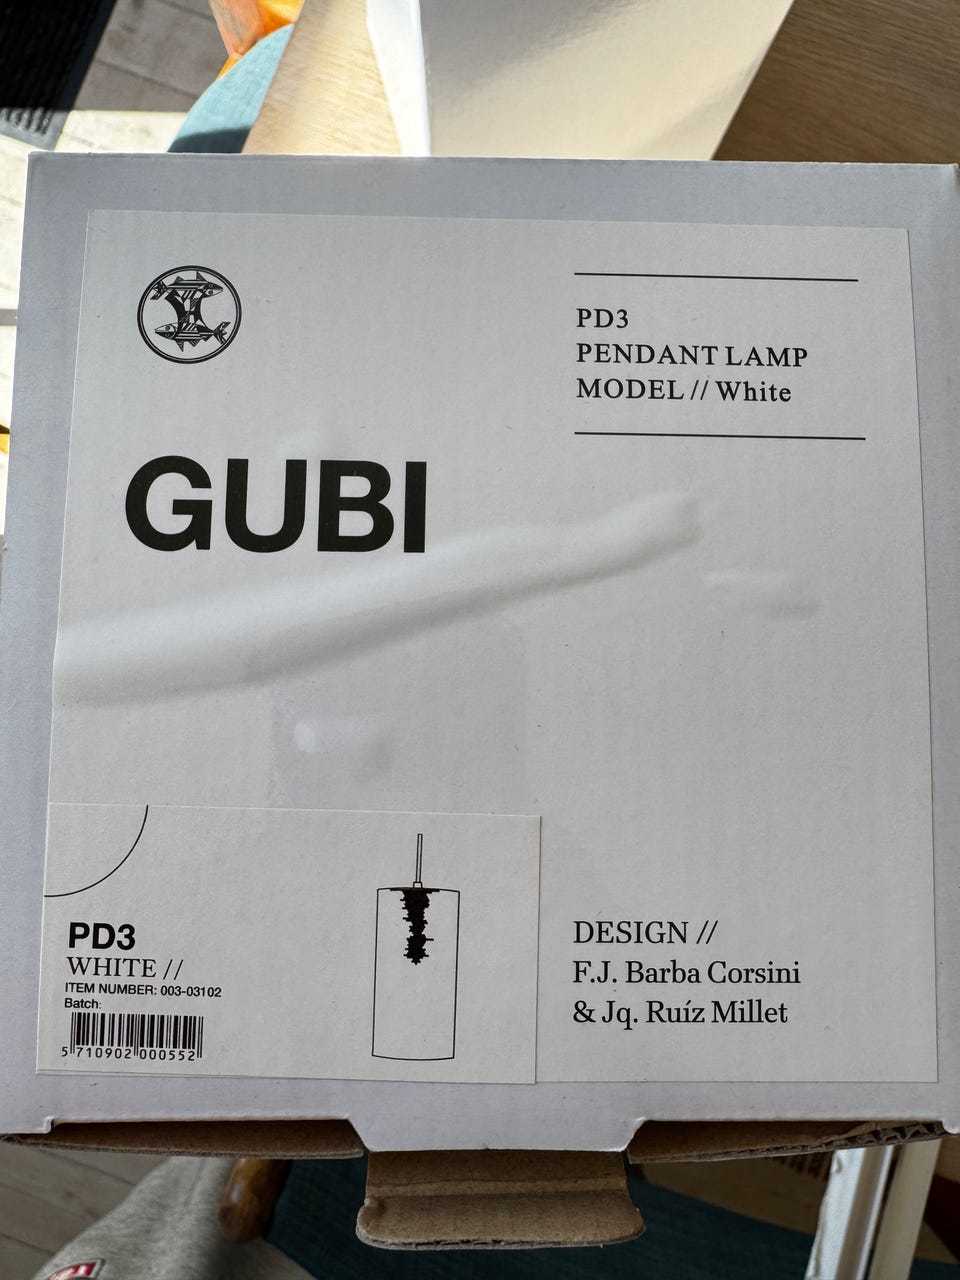 PD3
PENDANT LAMP
MODEL // White
GUBI
PD3
WHITE //
ITEM NUMBER: 003-03102
Batch:
5 710902 000552
DESIGN //
F.J. Barba Corsini
& Jq. Ruíz Millet